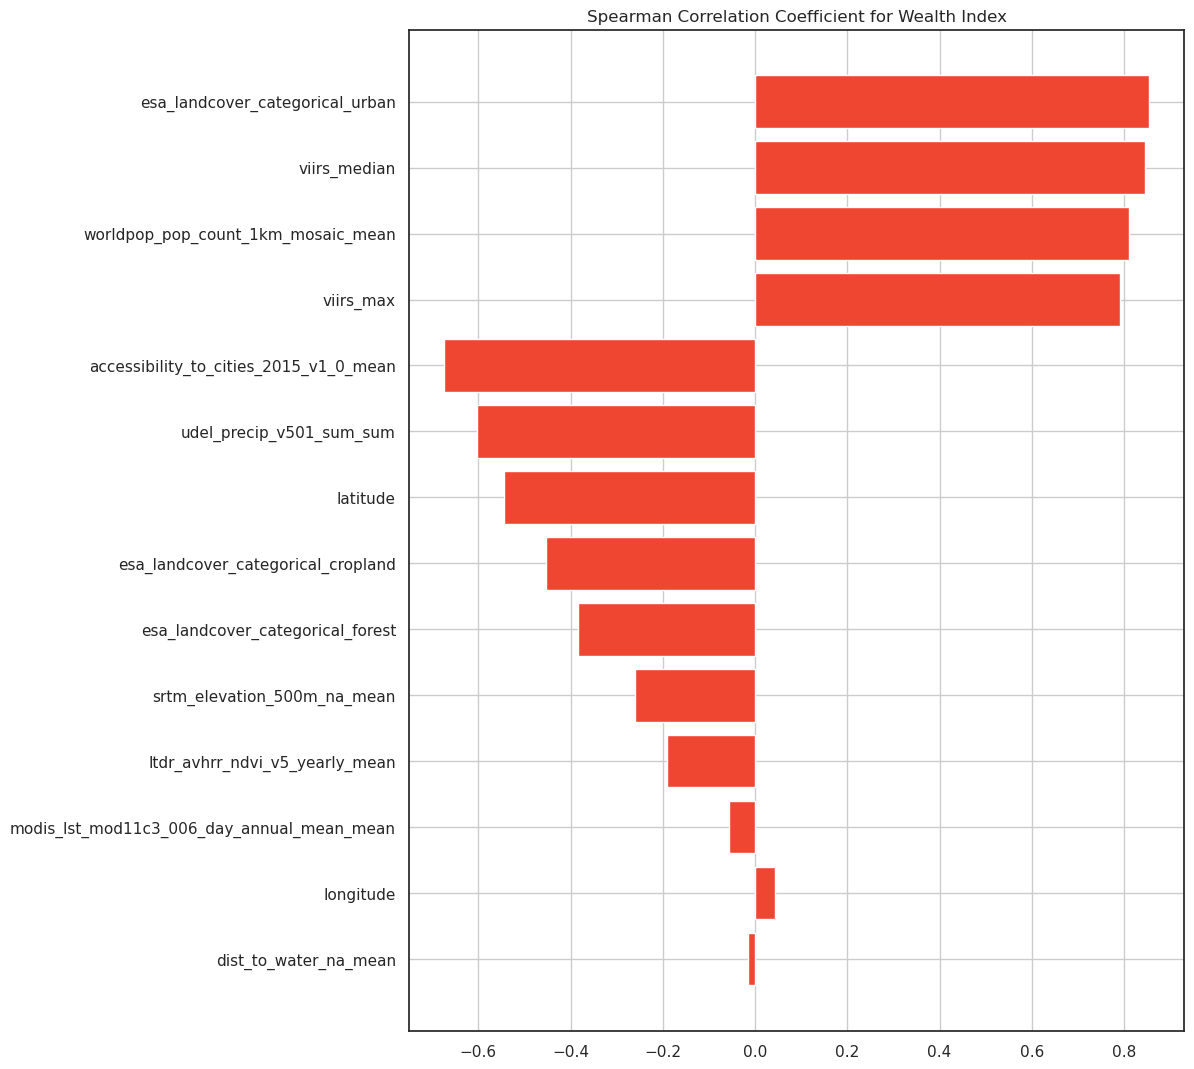 Spearman Correlation Coefficient for Wealth Index
esa_landcover_categorical_urban
viirs_median
worldpop_pop_count_1km_mosaic_mean
viirs_max
accessibility_to_cities_2015_v1_0_mean
udel_precip_v501_sum_sum
latitude
esa_landcover_categorical_cropland
esa_landcover_categorical_forest
srtm_elevation_500m_na_mean
ltdr_avhrr_ndvi_v5_yearly_mean
modis_lst_mod11c3_006_day_annual_mean_mean
longitude
dist_to_water_na_mean
−0.6 −0.4 −0.2 0.0 0.2 0.4 0.6 0.8